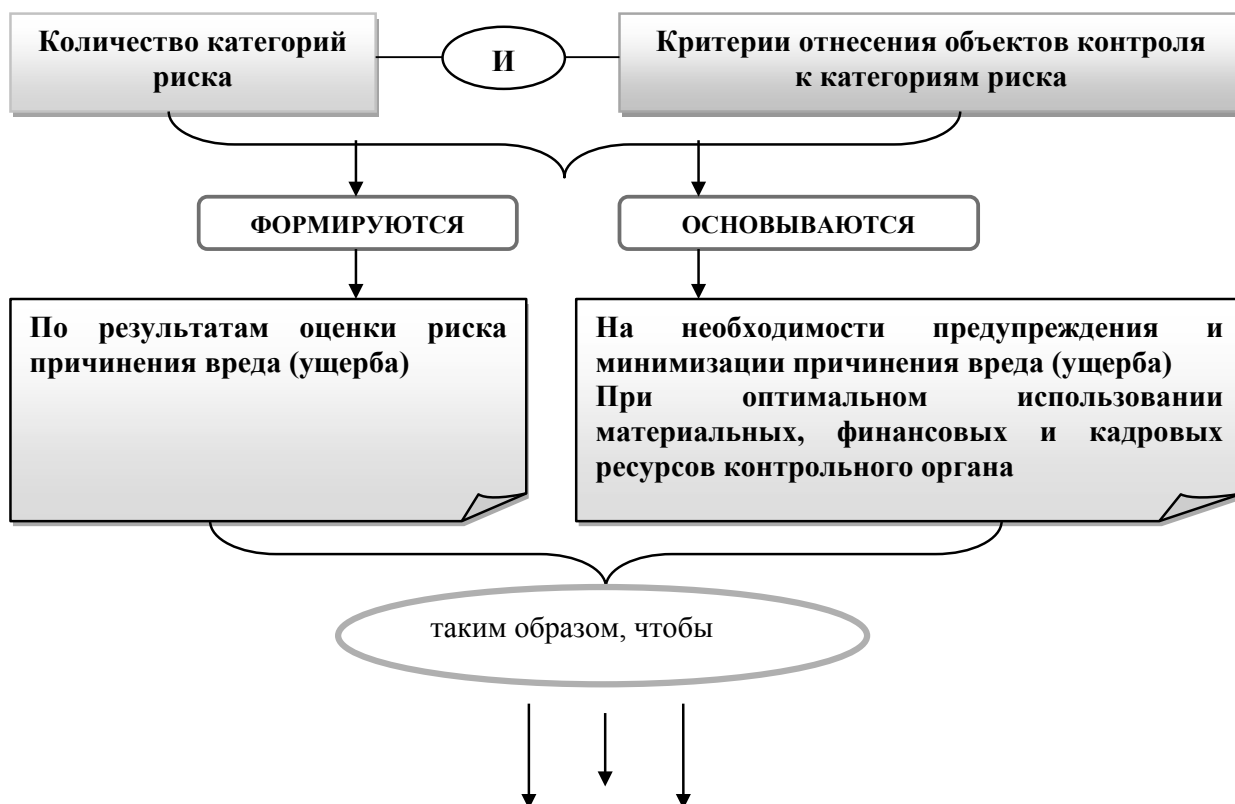 Количество категорий
риска
И
Критерии отнесения объектов контроля
к категориям риска
ФОРМИРУЮТСЯ
ОСНОВЫВАЮТСЯ
По результатам оценки риска
причинения вреда (ущерба)
На необходимости предупреждения и
минимизации причинения вреда (ущерба)
При оптимальном использовании
материальных, финансовых и кадровых
ресурсов контрольного органа
таким образом, чтобы